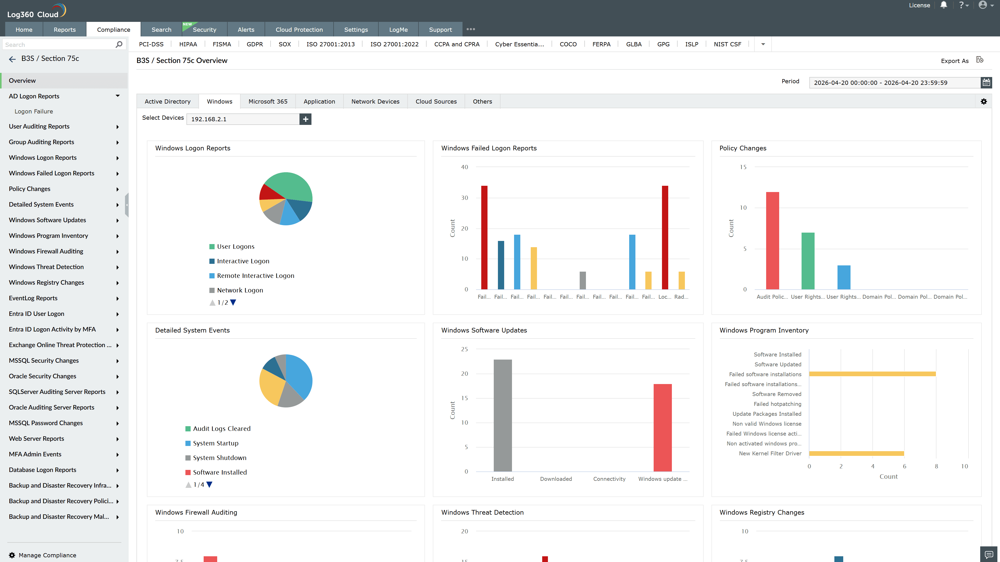 Log360 Cloud
License
?
Home
Reports
Compliance
Search
NEW
Security
Alerts
Cloud Protection
Settings
LogMe
Support
Search
PCI-DSS
HIPAA
FISMA
GDPR
SOX
ISO 27001:2013
ISO 27001:2022
CCPA and CPRA
Cyber Essentia...
COCO
FERPA
GLBA
GPG
ISLP
NIST CSF
B3S / Section 75c
Overview
AD Logon Reports
Logon Failure
User Auditing Reports
Group Auditing Reports
Windows Logon Reports
Windows Failed Logon Reports
Policy Changes
Detailed System Events
Windows Software Updates
Windows Program Inventory
Windows Firewall Auditing
Windows Threat Detection
Windows Registry Changes
EventLog Reports
Entra ID User Logon
Entra ID Logon Activity by MFA
Exchange Online Threat Protection ...
MSSQL Security Changes
Oracle Security Changes
SQLServer Auditing Server Reports
Oracle Auditing Server Reports
MSSQL Password Changes
Web Server Reports
MFA Admin Events
Database Logon Reports
Backup and Disaster Recovery Infra...
Backup and Disaster Recovery Polici...
Backup and Disaster Recovery Mal...
Manage Compliance
B3S / Section 75c Overview
Export As
Period
2026-04-20 00:00:00 - 2026-04-20 23:59:59
Active Directory
Windows
Microsoft 365
Application
Network Devices
Cloud Sources
Others
Select Devices
192.168.2.1
Windows Logon Reports
User Logons
Interactive Logon
Remote Interactive Logon
Network Logon
1/2
Windows Failed Logon Reports
40
30
20
10
0
Count
Fail...
Fail...
Fail...
Fail...
Fail...
Fail...
Fail...
Fail...
Fail...
Fail...
Fail...
Loc...
Rad...
Policy Changes
15
10
5
0
Count
Audit Polic...
User Rights...
User Rights...
Domain Pol...
Domain Pol...
Domain Pol...
Detailed System Events
Audit Logs Cleared
System Startup
System Shutdown
Software Installed
1/4
Windows Software Updates
25
20
15
10
5
0
Count
Installed
Downloaded
Connectivity
Windows update ...
Windows Program Inventory
Software Installed
Software Updated
Failed software installations
Failed software installations...
Software Removed
Failed hotpatching
Update Packages Installed
Non valid Windows license
Failed Windows license acti...
Non activated windows pro...
New Kernel Filter Driver
0
2
4
6
8
10
Count
Windows Firewall Auditing
10
7.5
Windows Threat Detection
20
15
Windows Registry Changes
10
7.5